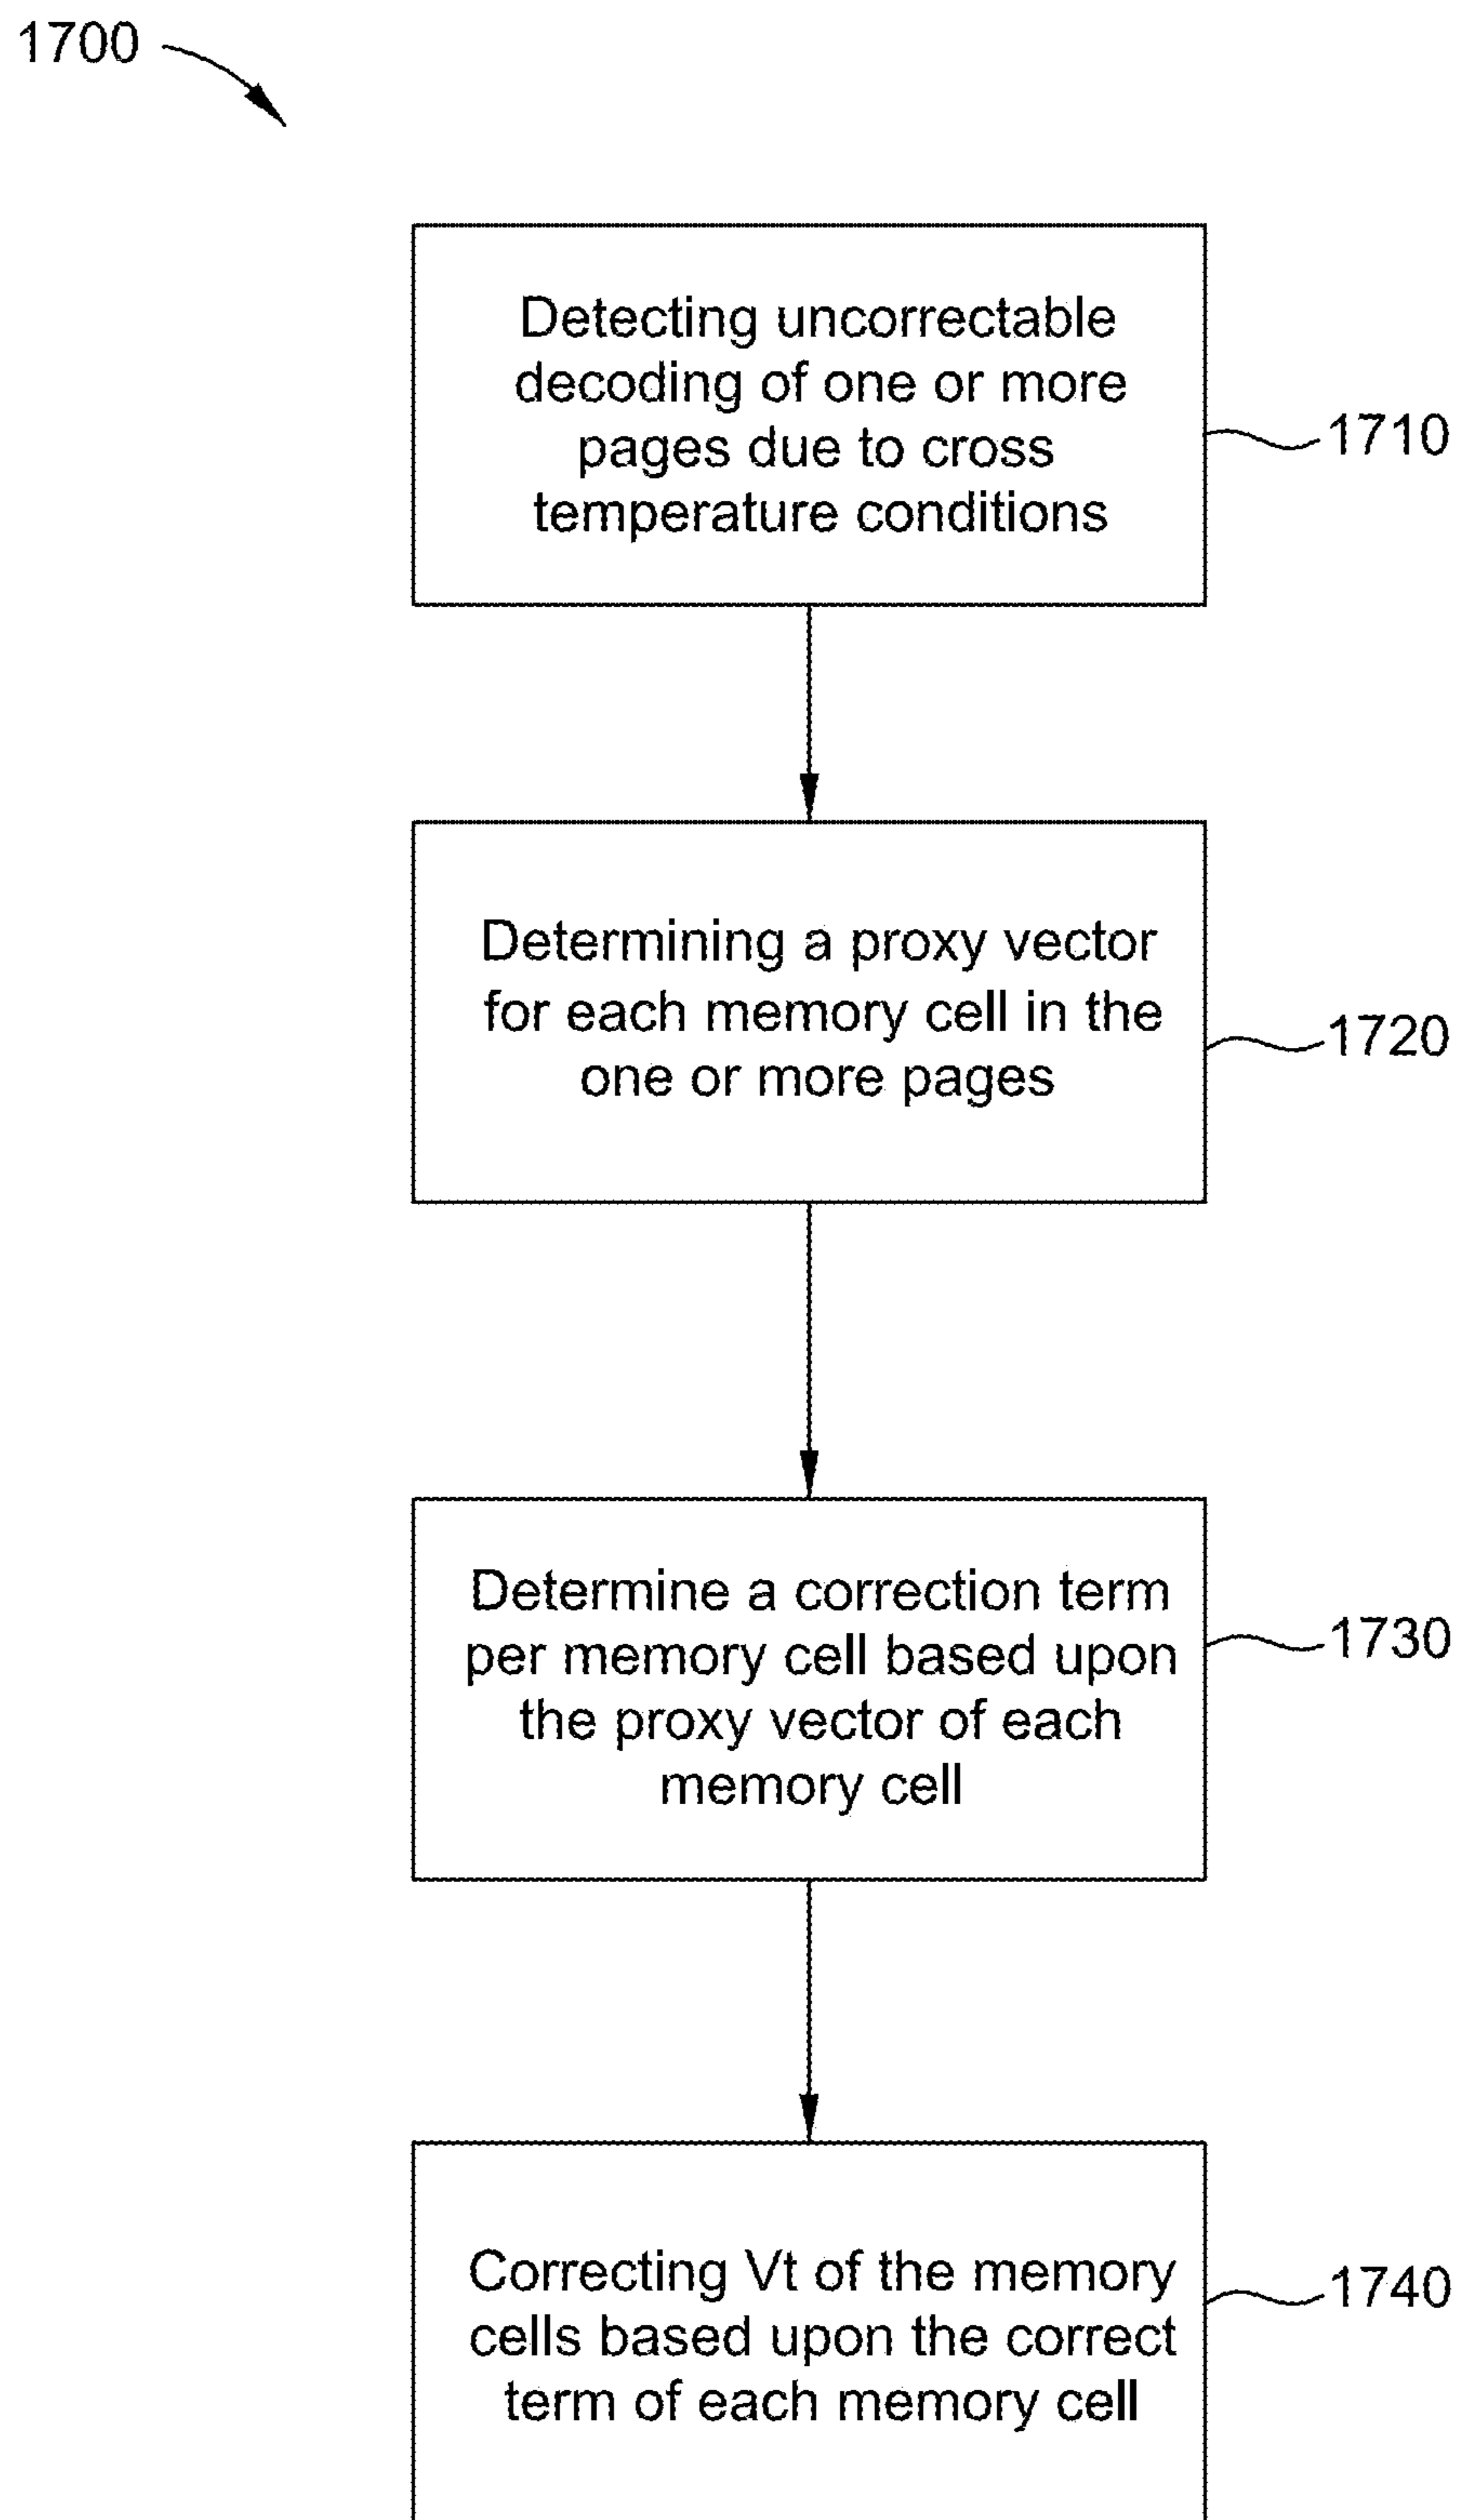 1700
Detecting uncorrectable
decoding of one or more
pages due to cross
temperature conditions
1710
Determining a proxy vector
for each memory cell in the
one or more pages
1720
Determine a correction term
per memory cell based upon
the proxy vector of each
memory cell
1730
Correcting Vt of the memory
cells based upon the correct
term of each memory cell
1740